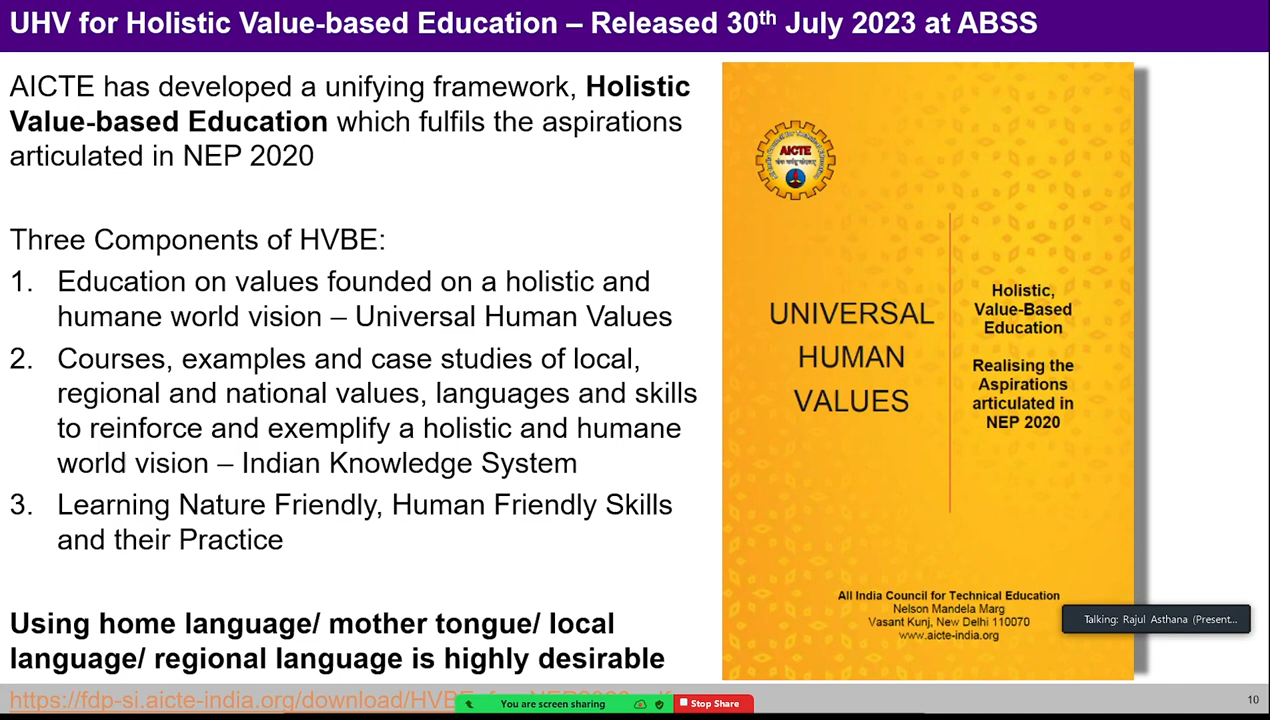 UHV for Holistic Value-based Education – Released 30th July 2023 at ABSS
AICTE has developed a unifying framework, Holistic
Value-based Education which fulfils the aspirations
articulated in NEP 2020
Three Components of HVBE:
1. Education on values founded on a holistic and
humane world vision – Universal Human Values
2. Courses, examples and case studies of local,
regional and national values, languages and skills
to reinforce and exemplify a holistic and humane
world vision – Indian Knowledge System
3. Learning Nature Friendly, Human Friendly Skills
and their Practice
Using home language/ mother tongue/ local
language/ regional language is highly desirable
https://fdp-si.aicte-india.org/download/HVBE
AICTE
UNIVERSAL
HUMAN
VALUES
Holistic,
Value-Based
Education
Realising the
Aspirations
articulated in
NEP 2020
All India Council for Technical Education
Nelson Mandela Marg
Vasant Kunj, New Delhi 110070
www.aicte-india.org
Talking: Rajul Asthana (Present...
You are screen sharing
Stop Share
10